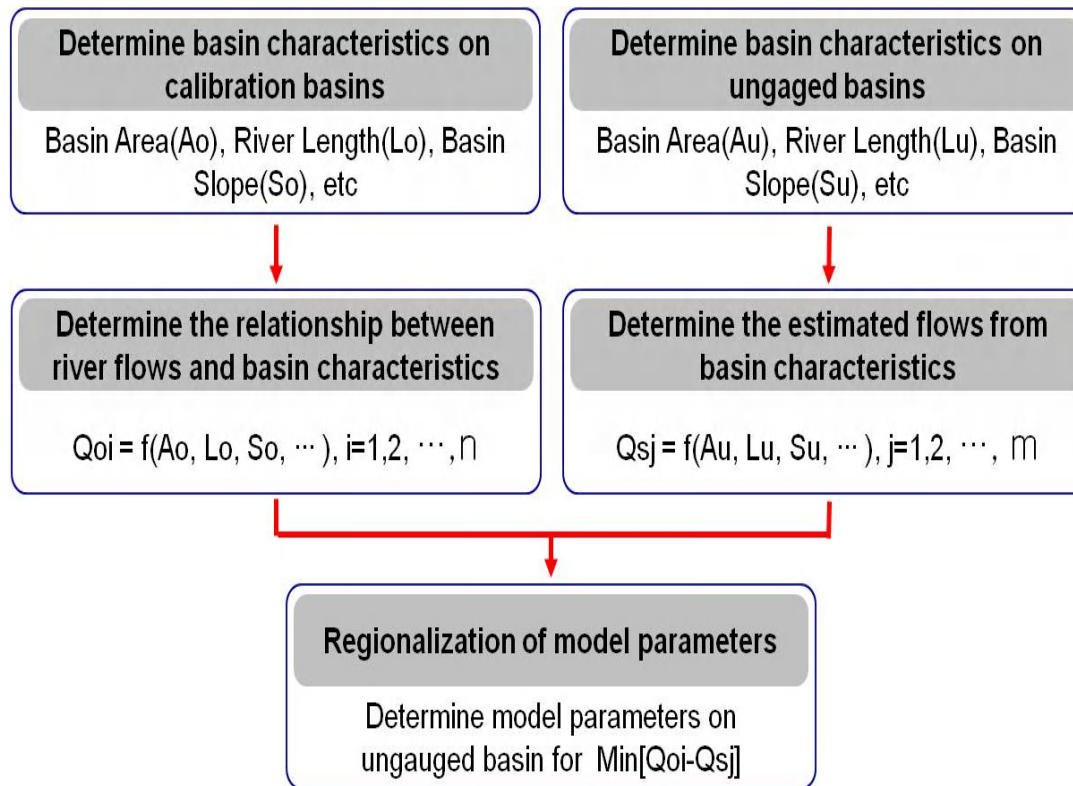 Determine basin characteristics on
calibration basins
Basin Area(Ao), River Length(Lo), Basin
Slope(So), etc
Determine basin characteristics on
ungaged basins
Basin Area(Au), River Length(Lu), Basin
Slope(Su), etc
Determine the relationship between
river flows and basin characteristics
Qoi = f(Ao, Lo, So, ··· ), i=1,2, ···,n
Determine the estimated flows from
basin characteristics
Qsj = f(Au, Lu, Su, ··· ), j=1,2, ···, m
Regionalization of model parameters
Determine model parameters on
ungauged basin for Min[Qoi-Qsj]